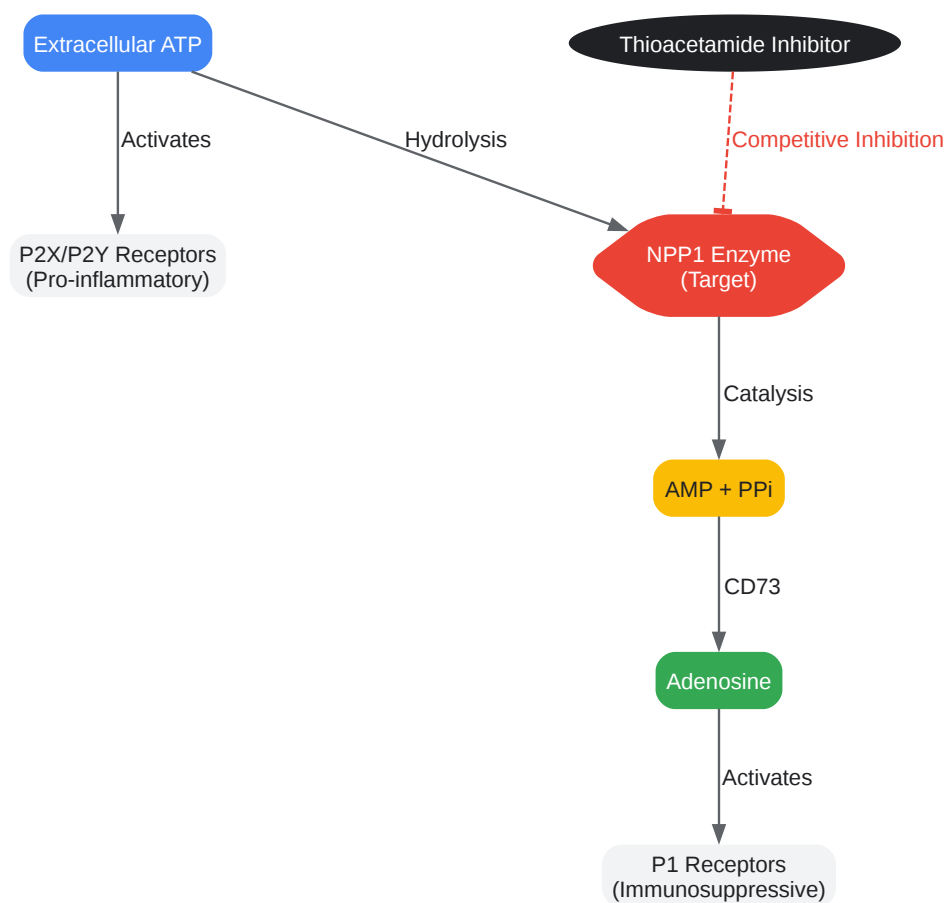 Extracellular ATP
Thioacetamide Inhibitor
Activates
Hydrolysis
Competitive Inhibition
P2X/P2Y Receptors
(Pro-inflammatory)
NPP1 Enzyme
(Target)
Catalysis
AMP + PPi
CD73
Adenosine
Activates
P1 Receptors
(Immunosuppressive)